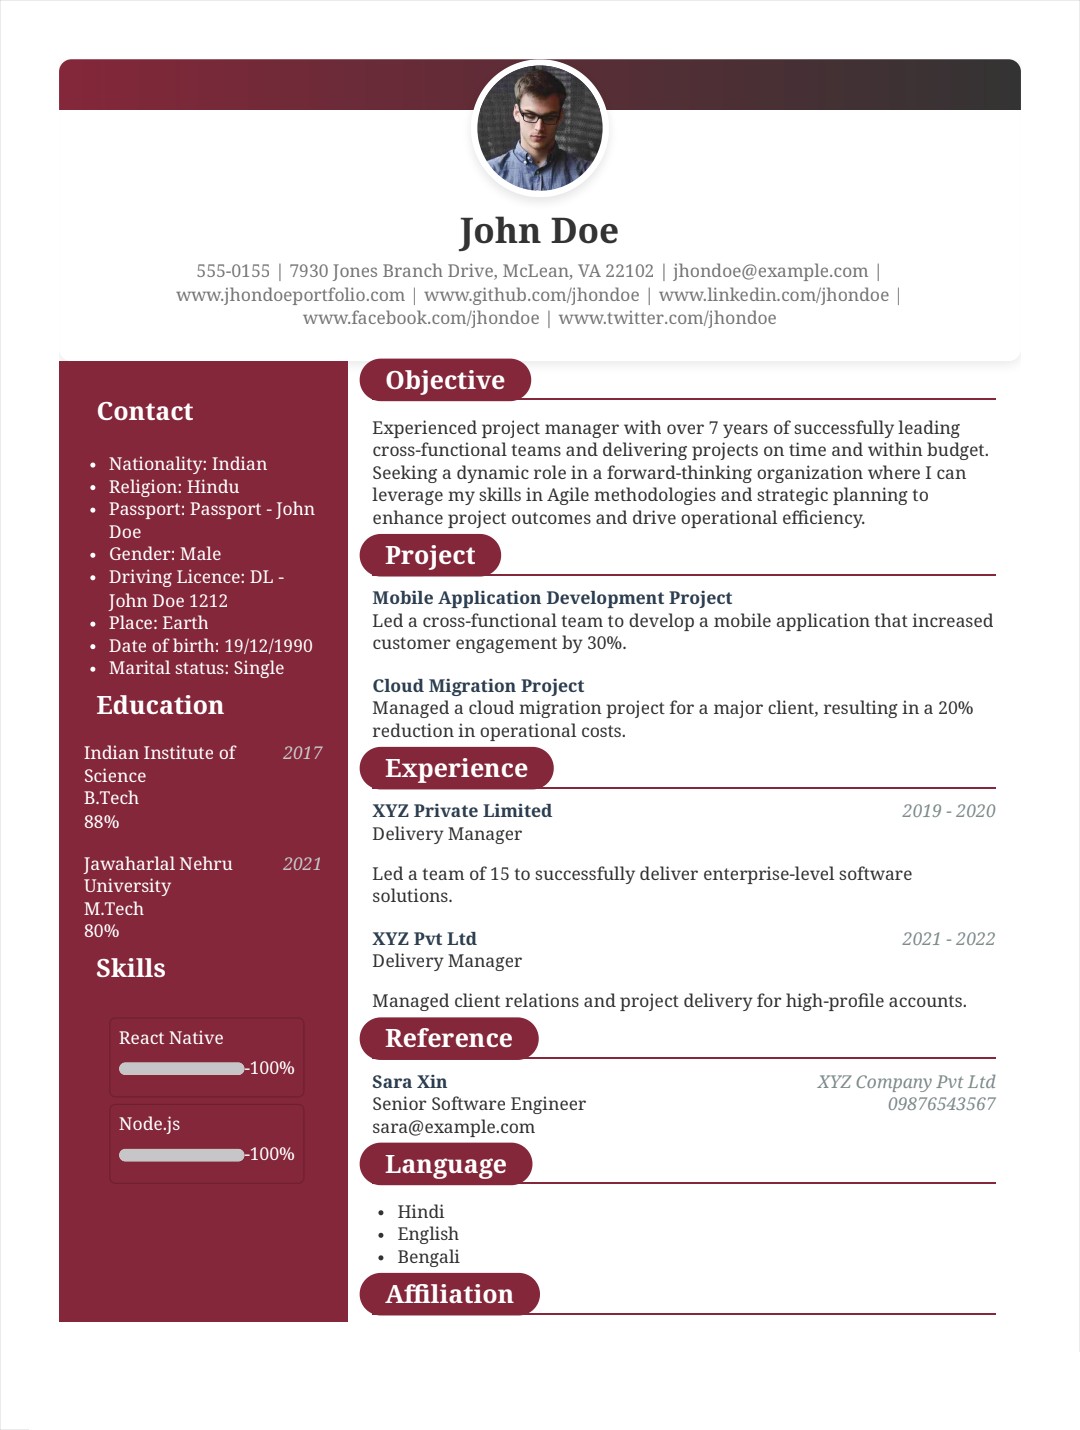 John Doe
555-0155 | 7930 Jones Branch Drive, McLean, VA 22102 | jhondoe@example.com |
www.jhondoeportfolio.com | www.github.com/jhondoe | www.linkedin.com/jhondoe |
www.facebook.com/jhondoe | www.twitter.com/jhondoe
Contact
• Nationality: Indian
• Religion: Hindu
• Passport: Passport - John
Doe
• Gender: Male
• Driving Licence: DL -
John Doe 1212
• Place: Earth
• Date of birth: 19/12/1990
• Marital status: Single
Education
Indian Institute of 2017
Science
B.Tech
88%
Jawaharlal Nehru 2021
University
M.Tech
80%
Skills
React Native
-100%
Node.js
-100%
Objective
Experienced project manager with over 7 years of successfully leading
cross-functional teams and delivering projects on time and within budget.
Seeking a dynamic role in a forward-thinking organization where I can
leverage my skills in Agile methodologies and strategic planning to
enhance project outcomes and drive operational efficiency.
Project
Mobile Application Development Project
Led a cross-functional team to develop a mobile application that increased
customer engagement by 30%.
Cloud Migration Project
Managed a cloud migration project for a major client, resulting in a 20%
reduction in operational costs.
Experience
XYZ Private Limited 2019 - 2020
Delivery Manager
Led a team of 15 to successfully deliver enterprise-level software
solutions.
XYZ Pvt Ltd 2021 - 2022
Delivery Manager
Managed client relations and project delivery for high-profile accounts.
Reference
Sara Xin XYZ Company Pvt Ltd
Senior Software Engineer 09876543567
sara@example.com
Language
• Hindi
• English
• Bengali
Affiliation